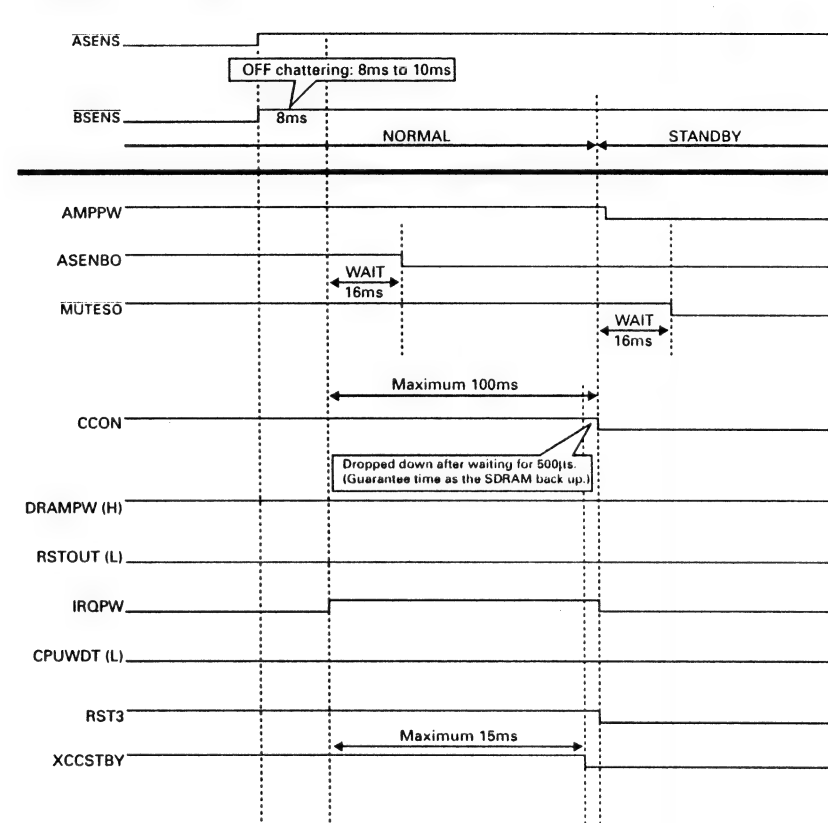 ASENS
OFF chattering: 8ms to 10ms
BSENS
8ms
NORMAL
STANDBY
AMPPW
ASENBO
WAIT
16ms
MUTESO
WAIT
16ms
Maximum 100ms
CCON
Dropped down after waiting for 500µs.
(Guarantee time as the SDRAM back up.)
DRAMPW (H)
RSTOUT (L)
IRQPW
CPUWDT (L)
RST3
Maximum 15ms
XCCSTBY